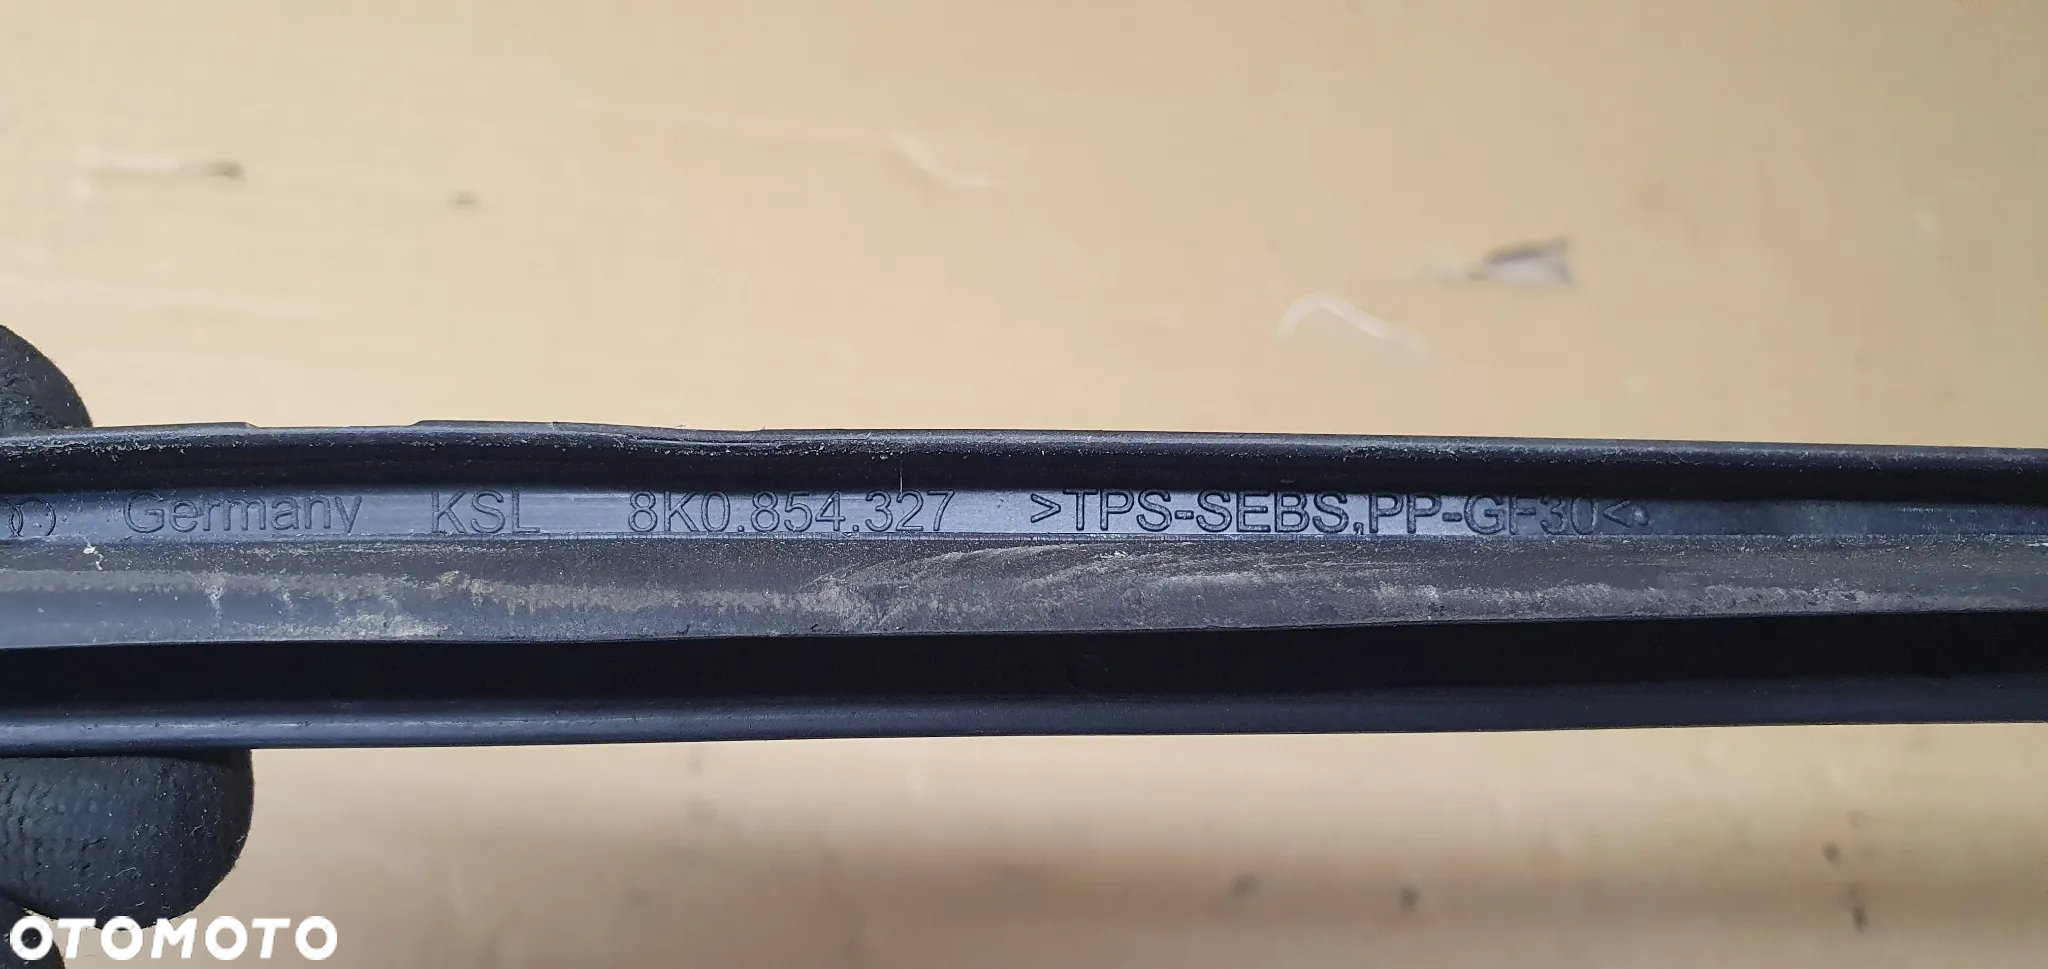 Germany KSL 8K0.854.327 >TPS-SEBS,PP-GF30<
OTOMOTO